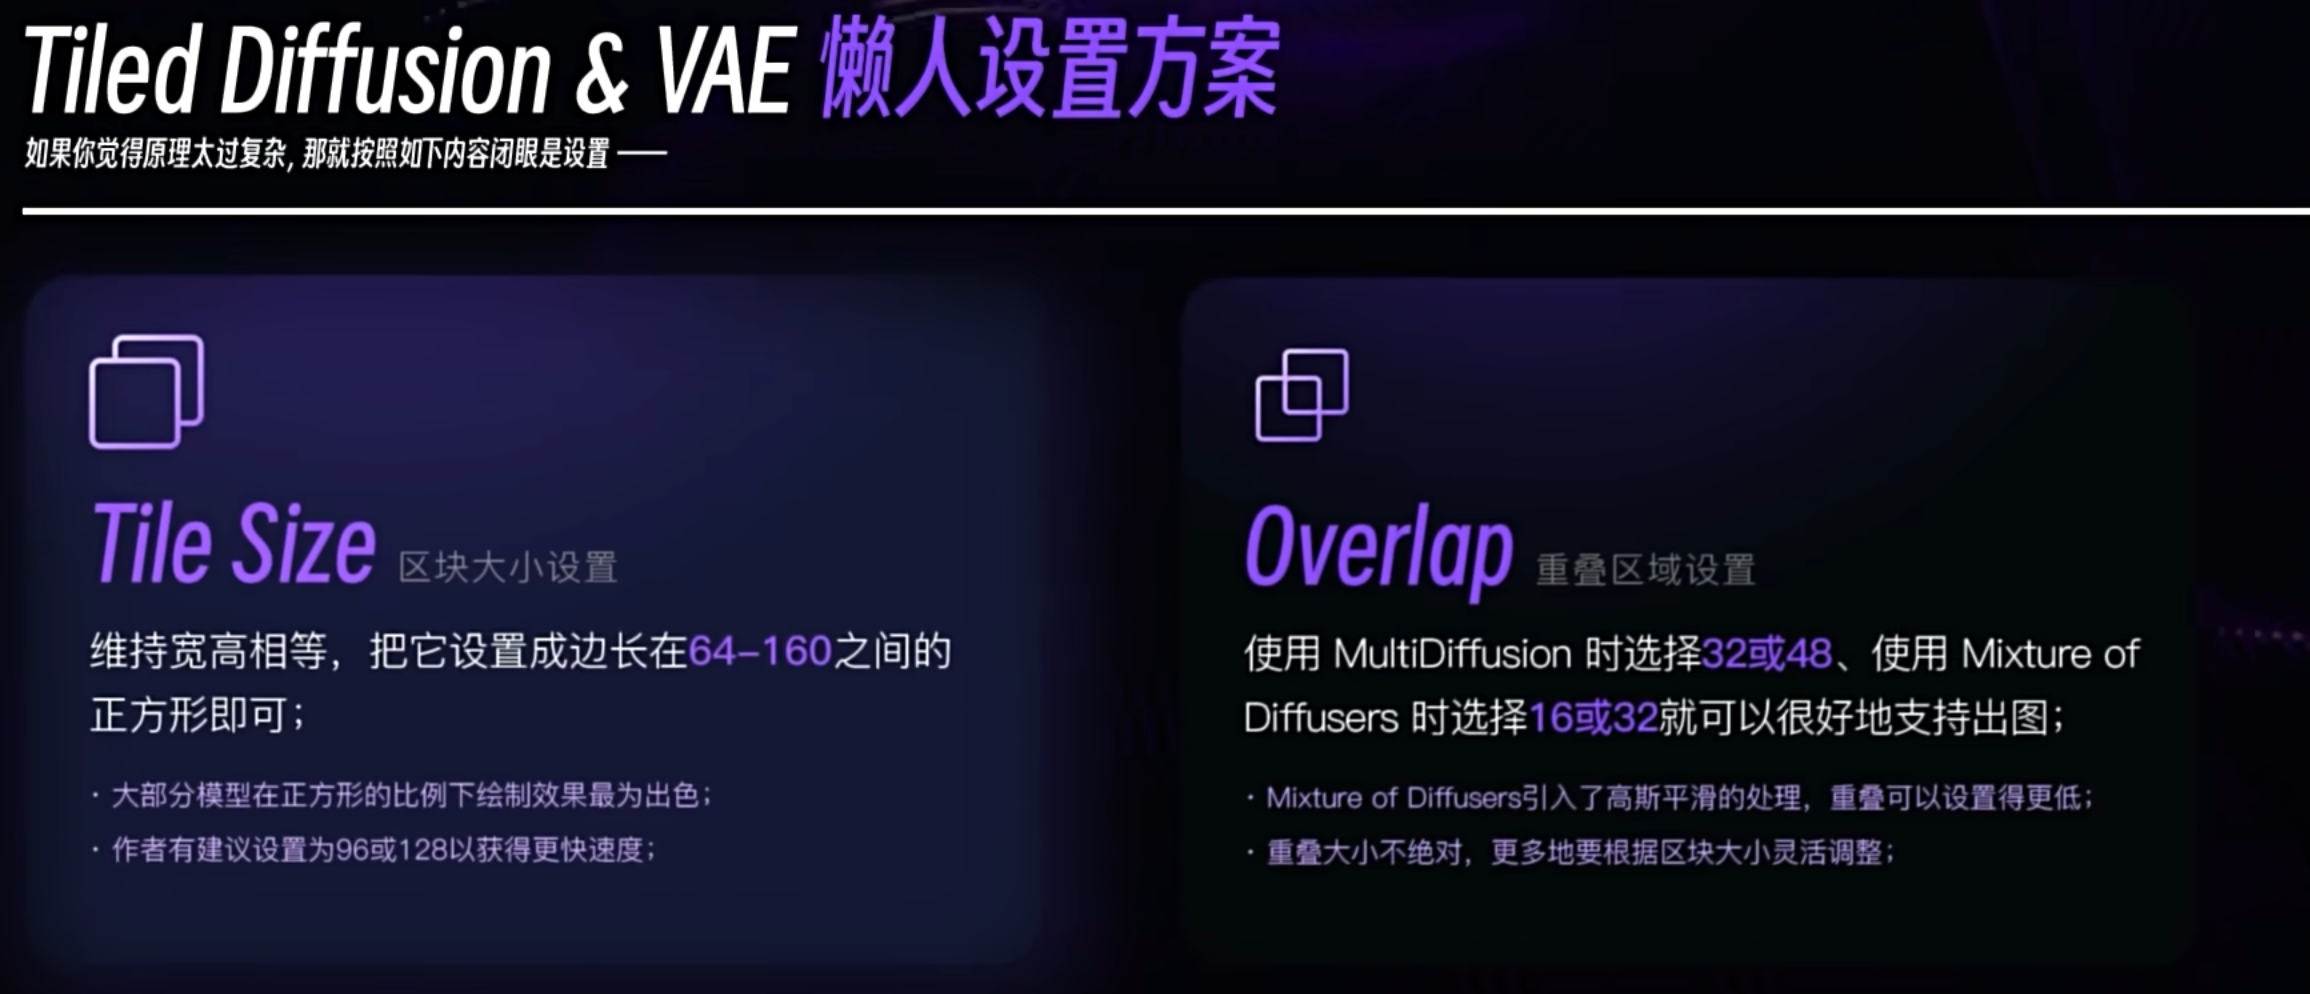 Tiled Diffusion & VAE 懒人设置方案
如果你觉得原理太过复杂, 那就按照如下内容闭眼是设置 ——
Tile Size 区块大小设置
维持宽高相等，把它设置成边长在64-160之间的
正方形即可；
· 大部分模型在正方形的比例下绘制效果最为出色；
· 作者有建议设置为96或128以获得更快速度；
Overlap 重叠区域设置
使用 MultiDiffusion 时选择32或48、使用 Mixture of
Diffusers 时选择16或32就可以很好地支持出图；
· Mixture of Diffusers引入了高斯平滑的处理，重叠可以设置得更低；
· 重叠大小不绝对，更多地要根据区块大小灵活调整；